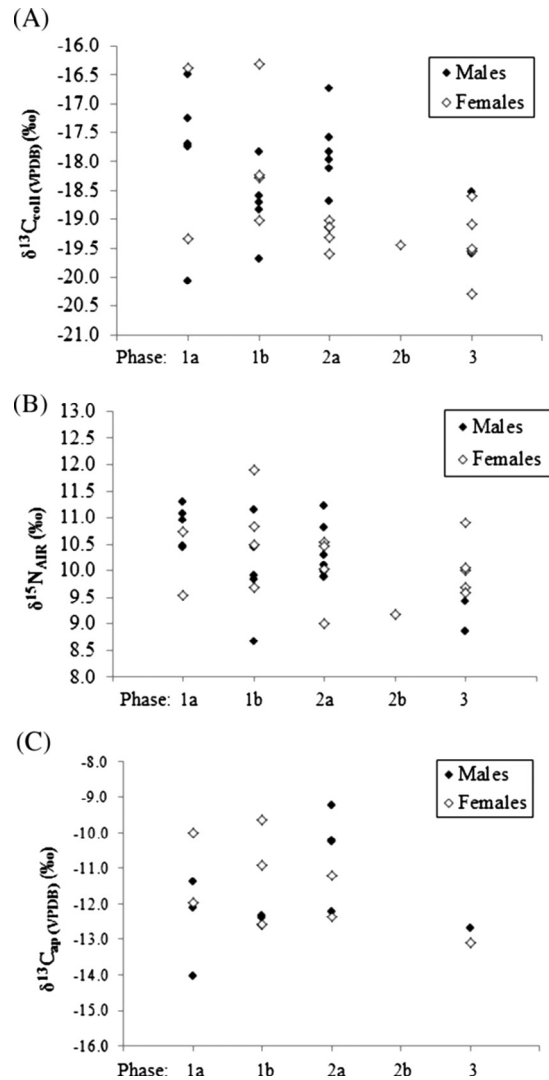 (A)
-16.0
-16.5
-17.0
-17.5
-18.0
-18.5
-19.0
-19.5
-20.0
-20.5
-21.0
δ¹³C_coll (VPDB) (‰)
Males
Females
Phase: 1a 1b 2a 2b 3
(B)
13.0
12.5
12.0
11.5
11.0
10.5
10.0
9.5
9.0
8.5
8.0
δ¹⁵N_AIR (‰)
Males
Females
Phase: 1a 1b 2a 2b 3
(C)
-8.0
-9.0
-10.0
-11.0
-12.0
-13.0
-14.0
-15.0
-16.0
δ¹³C_ap (VPDB) (‰)
Males
Females
Phase: 1a 1b 2a 2b 3